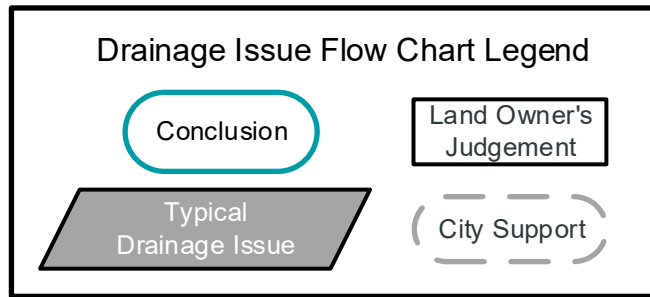 Drainage Issue Flow Chart Legend
Conclusion
Land Owner's
Judgement
Typical
Drainage Issue
City Support